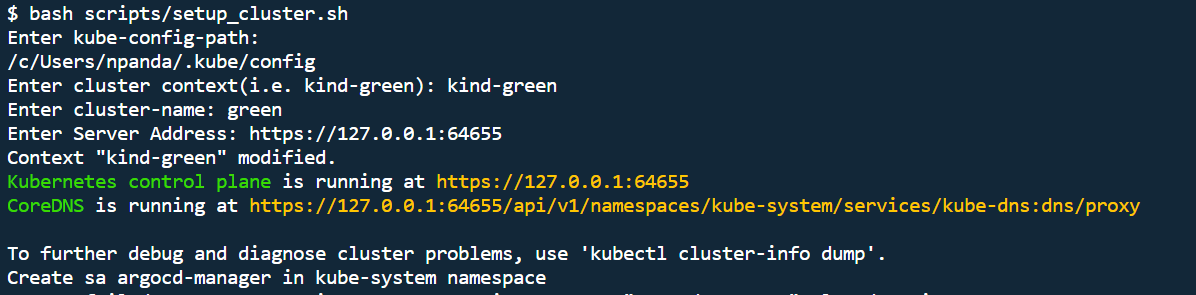 $ bash scripts/setup_cluster.sh
Enter kube-config-path:
/c/Users/npanda/.kube/config
Enter cluster context(i.e. kind-green): kind-green
Enter cluster-name: green
Enter Server Address: https://127.0.0.1:64655
Context "kind-green" modified.
Kubernetes control plane is running at https://127.0.0.1:64655
CoreDNS is running at https://127.0.0.1:64655/api/v1/namespaces/kube-system/services/kube-dns:dns/proxy
To further debug and diagnose cluster problems, use 'kubectl cluster-info dump'.
Create sa argocd-manager in kube-system namespace